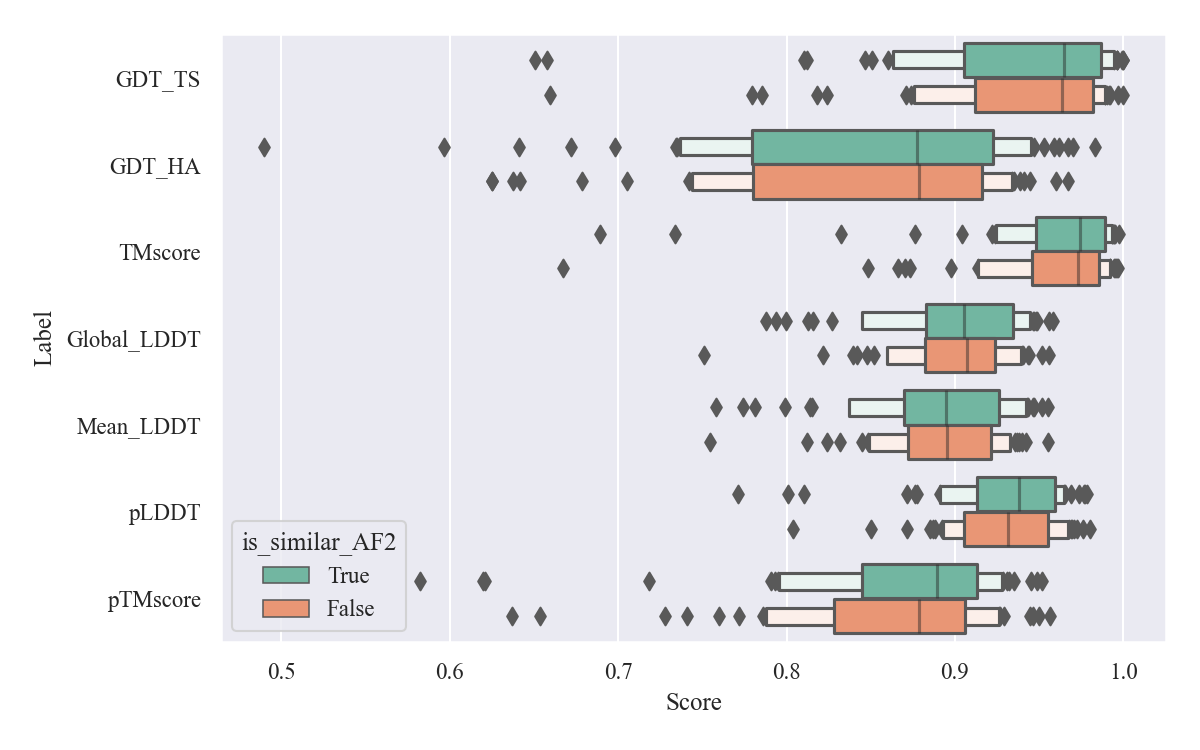 GDT_TS
GDT_HA
TMscore
Global_LDDT
Mean_LDDT
pLDDT
pTMscore
Label
is_similar_AF2
True
False
0.5 0.6 0.7 0.8 0.9 1.0
Score